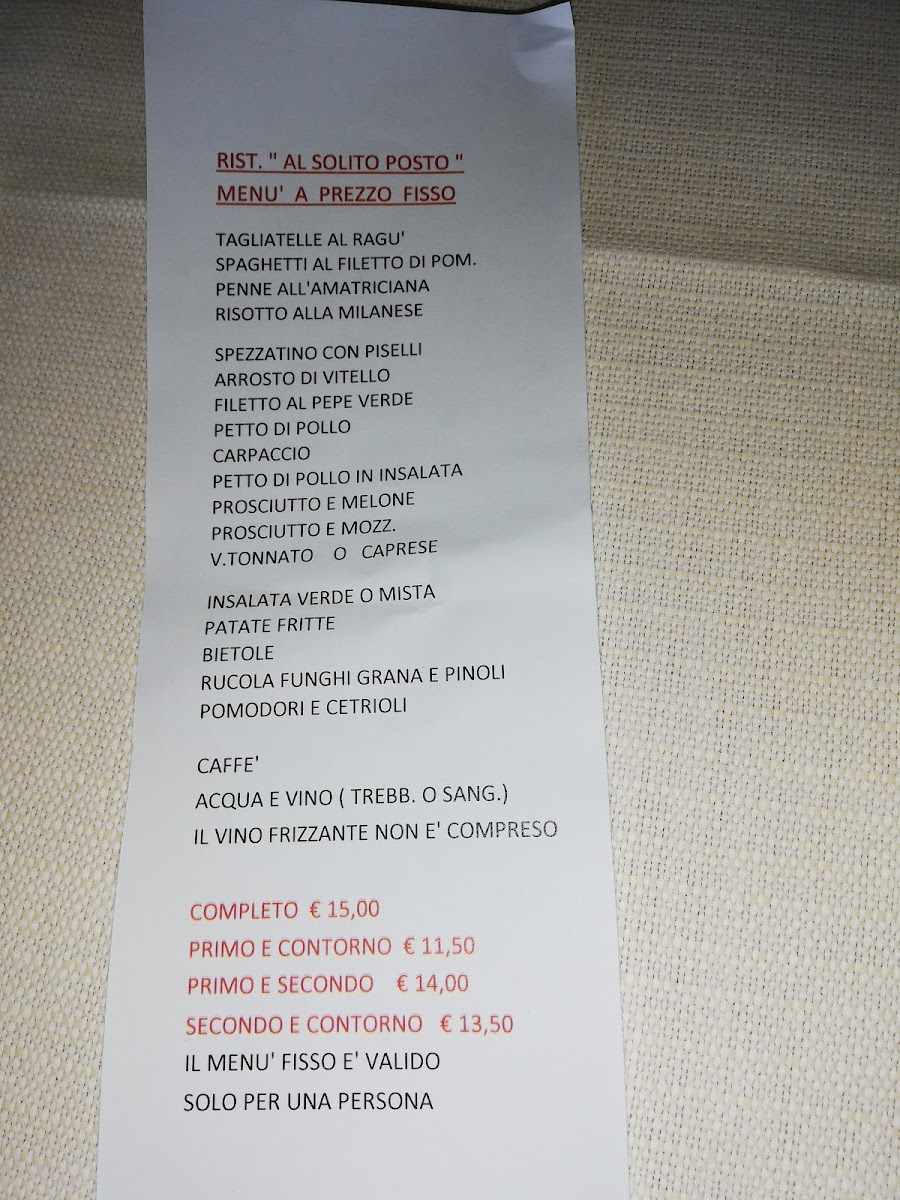 RIST. " AL SOLITO POSTO "
MENU' A PREZZO FISSO
TAGLIATELLE AL RAGU'
SPAGHETTI AL FILETTO DI POM.
PENNE ALL'AMATRICIANA
RISOTTO ALLA MILANESE
SPEZZATINO CON PISELLI
ARROSTO DI VITELLO
FILETTO AL PEPE VERDE
PETTO DI POLLO
CARPACCIO
PETTO DI POLLO IN INSALATA
PROSCIUTTO E MELONE
PROSCIUTTO E MOZZ.
V.TONNATO O CAPRESE
INSALATA VERDE O MISTA
PATATE FRITTE
BIETOLE
RUCOLA FUNGHI GRANA E PINOLI
POMODORI E CETRIOLI
CAFFE'
ACQUA E VINO ( TREBB. O SANG.)
IL VINO FRIZZANTE NON E' COMPRESO
COMPLETO € 15,00
PRIMO E CONTORNO € 11,50
PRIMO E SECONDO € 14,00
SECONDO E CONTORNO € 13,50
IL MENU' FISSO E' VALIDO
SOLO PER UNA PERSONA